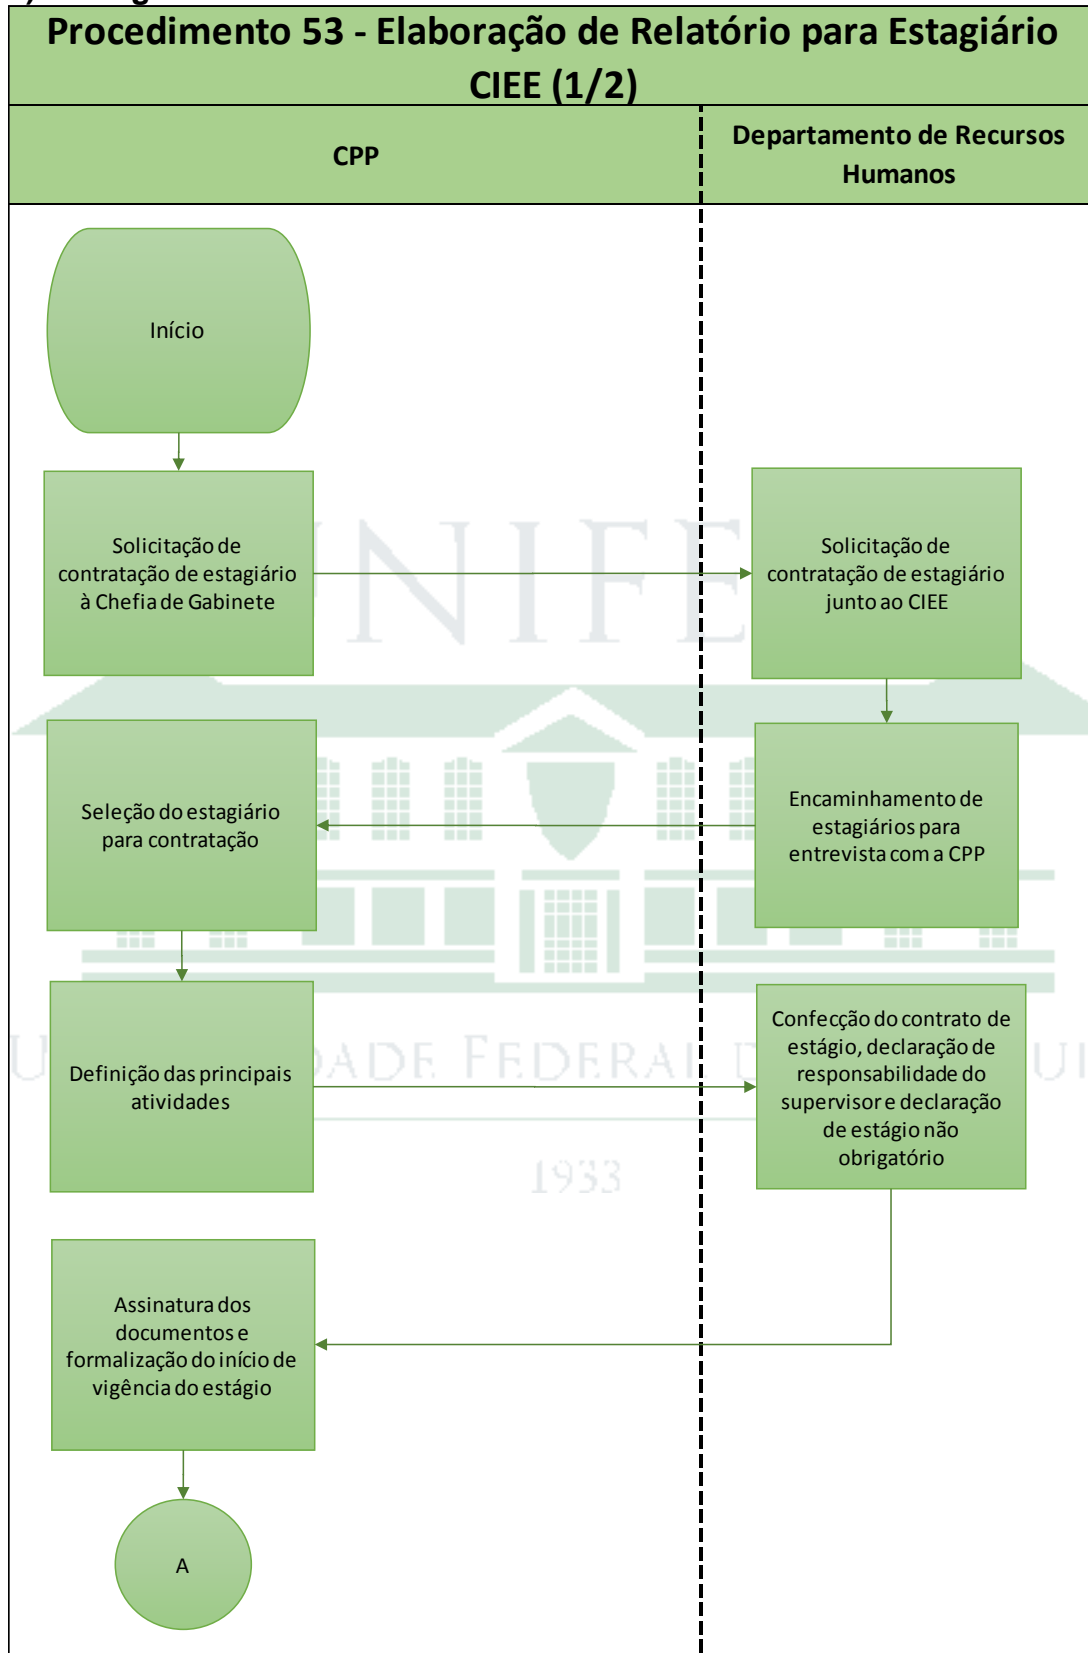 Procedimento 53 - Elaboração de Relatório para Estagiário
CIEE (1/2)
CPP
Departamento de Recursos
Humanos
Início
Solicitação de
contratação de estagiário
à Chefia de Gabinete
Solicitação de
contratação de estagiário
junto ao CIEE
Seleção do estagiário
para contratação
Encaminhamento de
estagiários para
entrevista com a CPP
Definição das principais
atividades
Confecção do contrato de
estágio, declaração de
responsabilidade do
supervisor e declaração
de estágio não
obrigatório
FEDERAL
1933
Assinatura dos
documentos e
formalização do início de
vigência do estágio
A